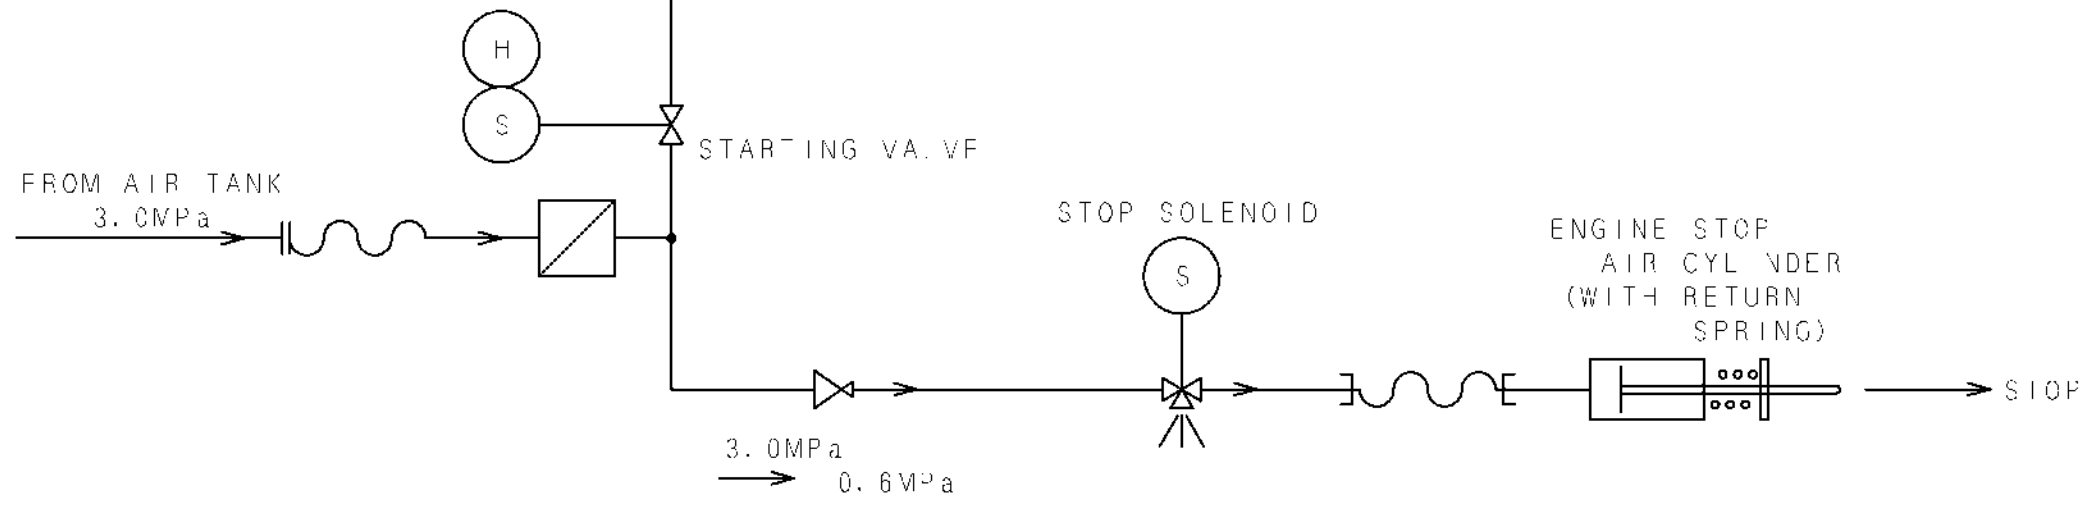 H
S
STARTING VALVE
FROM AIR TANK
3.0MPa
STOP SOLENOID
S
ENGINE STOP
AIR CYLINDER
(WITH RETURN
SPRING)
STOP
3.0MPa
0.6MPa